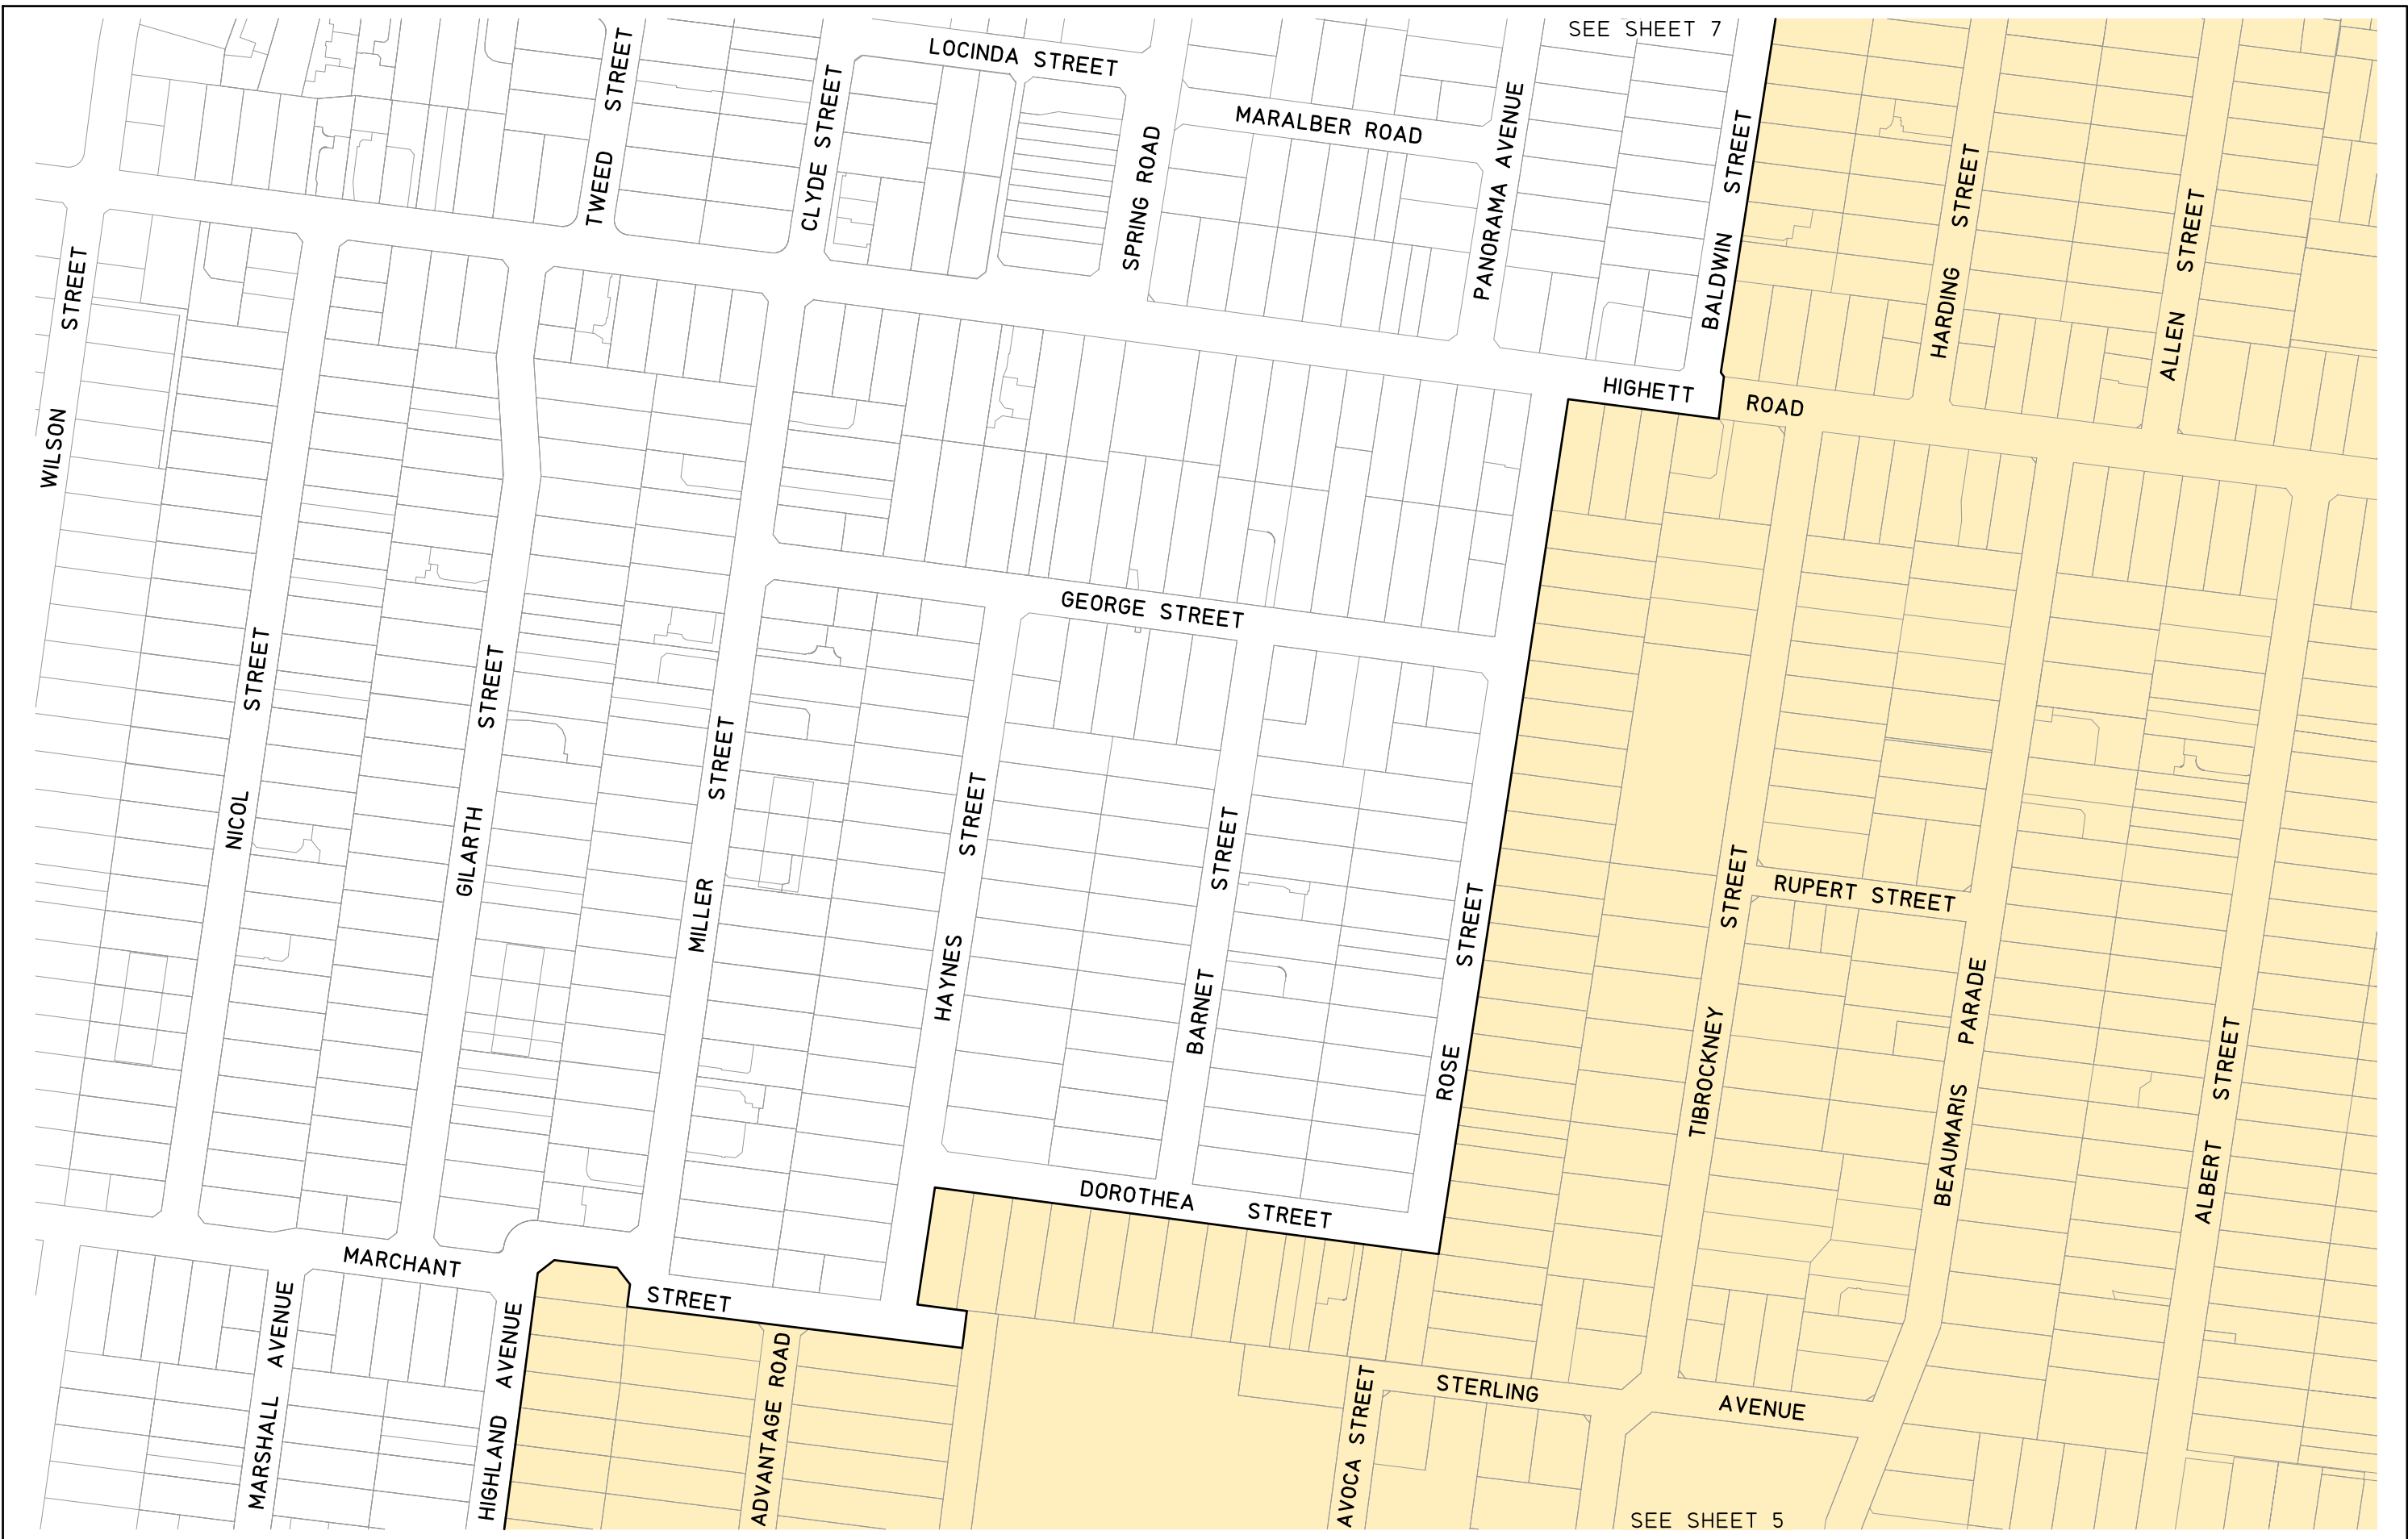 SEE SHEET 7
LOCINDA STREET
TWEED STREET
CLYDE STREET
MARALBER ROAD
SPRING ROAD
PANORAMA AVENUE
BALDWIN STREET
HARDING STREET
ALLEN STREET
WILSON STREET
HIGHETT ROAD
GEORGE STREET
NICOL STREET
GILARTH STREET
MILLER STREET
HAYNES STREET
BARNET STREET
ROSE STREET
TIBROCKNEY STREET
RUPERT STREET
BEAUMARIS PARADE
ALBERT STREET
DOROTHEA STREET
MARCHANT STREET
MARSHALL AVENUE
HIGHLAND AVENUE
ADVANTAGE ROAD
AVOCA STREET
STERLING AVENUE
SEE SHEET 5